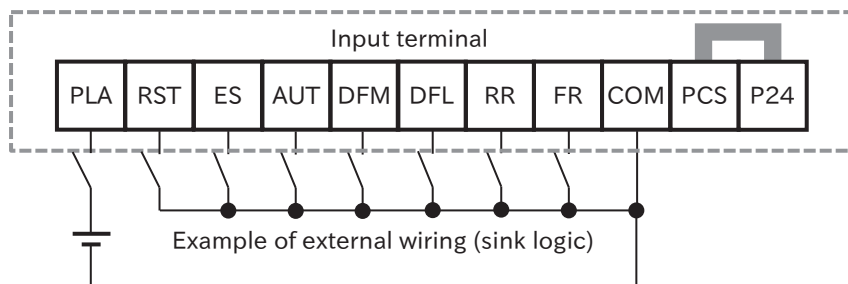 Input terminal
PLA RST ES AUT DFM DFL RR FR COM PCS P24
Example of external wiring (sink logic)